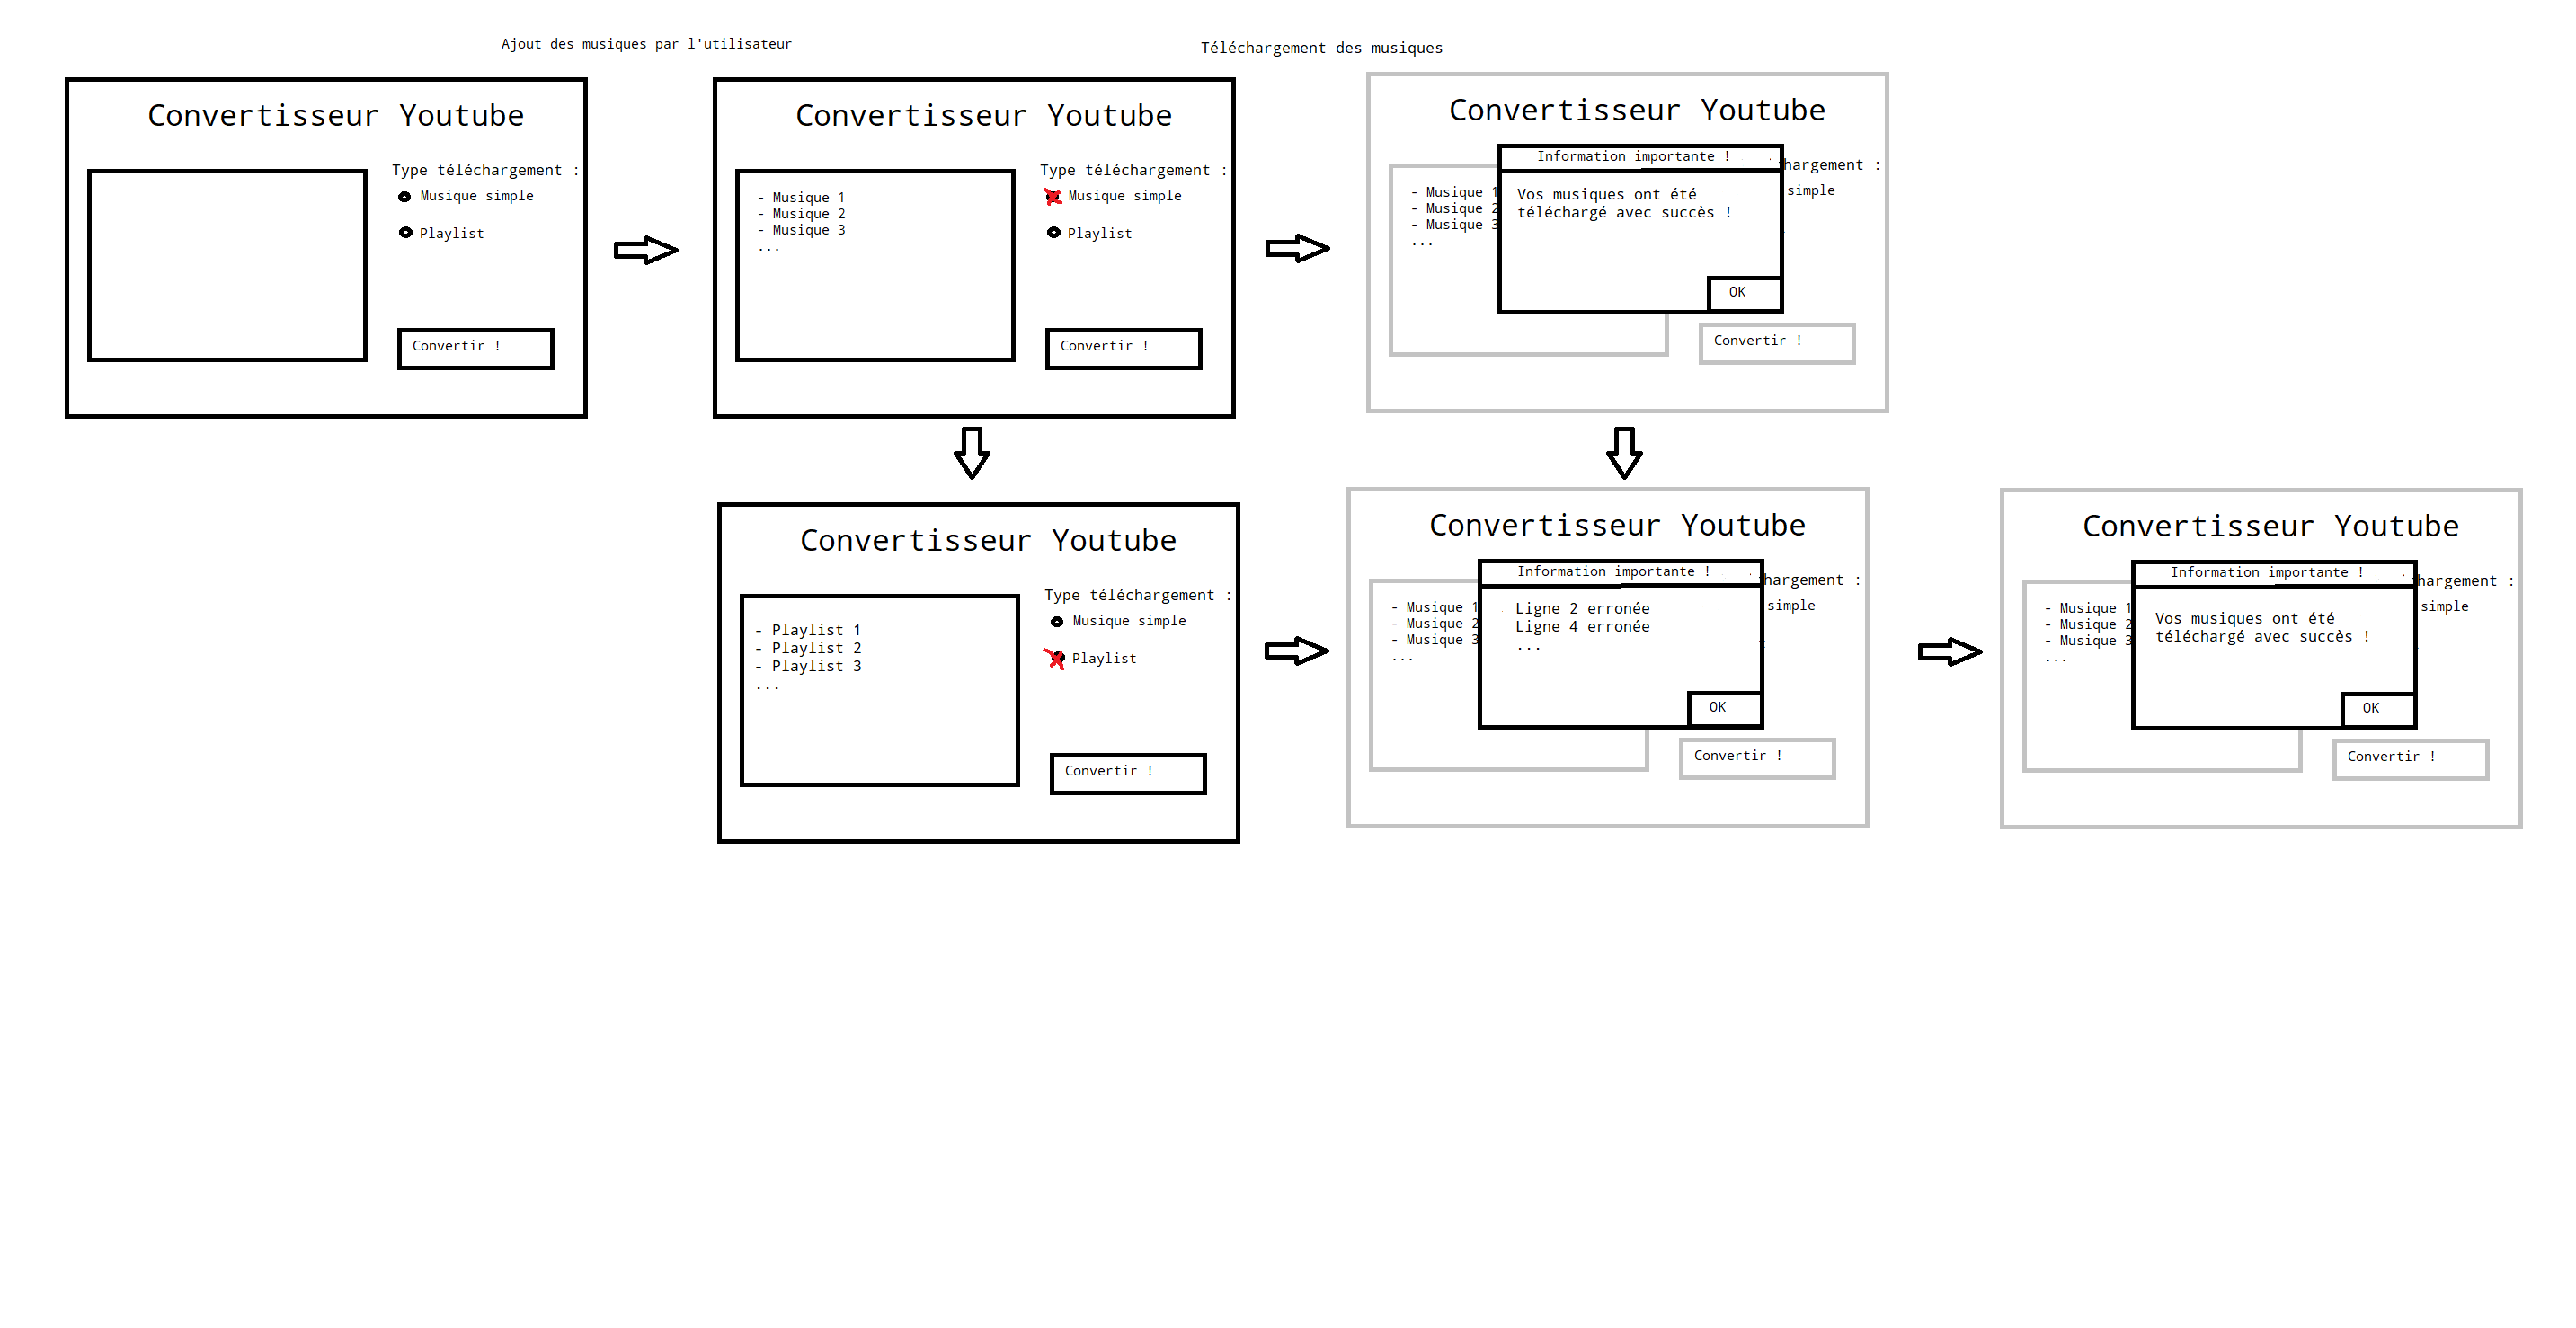 Ajout des musiques par l'utilisateur
Téléchargement des musiques
Convertisseur Youtube
Type téléchargement :
Musique simple
Playlist
Convertir !
Convertisseur Youtube
- Musique 1
- Musique 2
- Musique 3
...
Type téléchargement :
Musique simple
Playlist
Convertir !
Convertisseur Youtube
- Musique 1
- Musique 2
- Musique 3
...
hargement :
simple
Information importante !
Vos musiques ont été
téléchargé avec succès !
OK
Convertir !
Convertisseur Youtube
- Playlist 1
- Playlist 2
- Playlist 3
...
Type téléchargement :
Musique simple
Playlist
Convertir !
Convertisseur Youtube
- Musique 1
- Musique 2
- Musique 3
...
hargement :
simple
Information importante !
Ligne 2 erronée
Ligne 4 erronée
...
OK
Convertir !
Convertisseur Youtube
- Musique 1
- Musique 2
- Musique 3
...
hargement :
simple
Information importante !
Vos musiques ont été
téléchargé avec succès !
OK
Convertir !